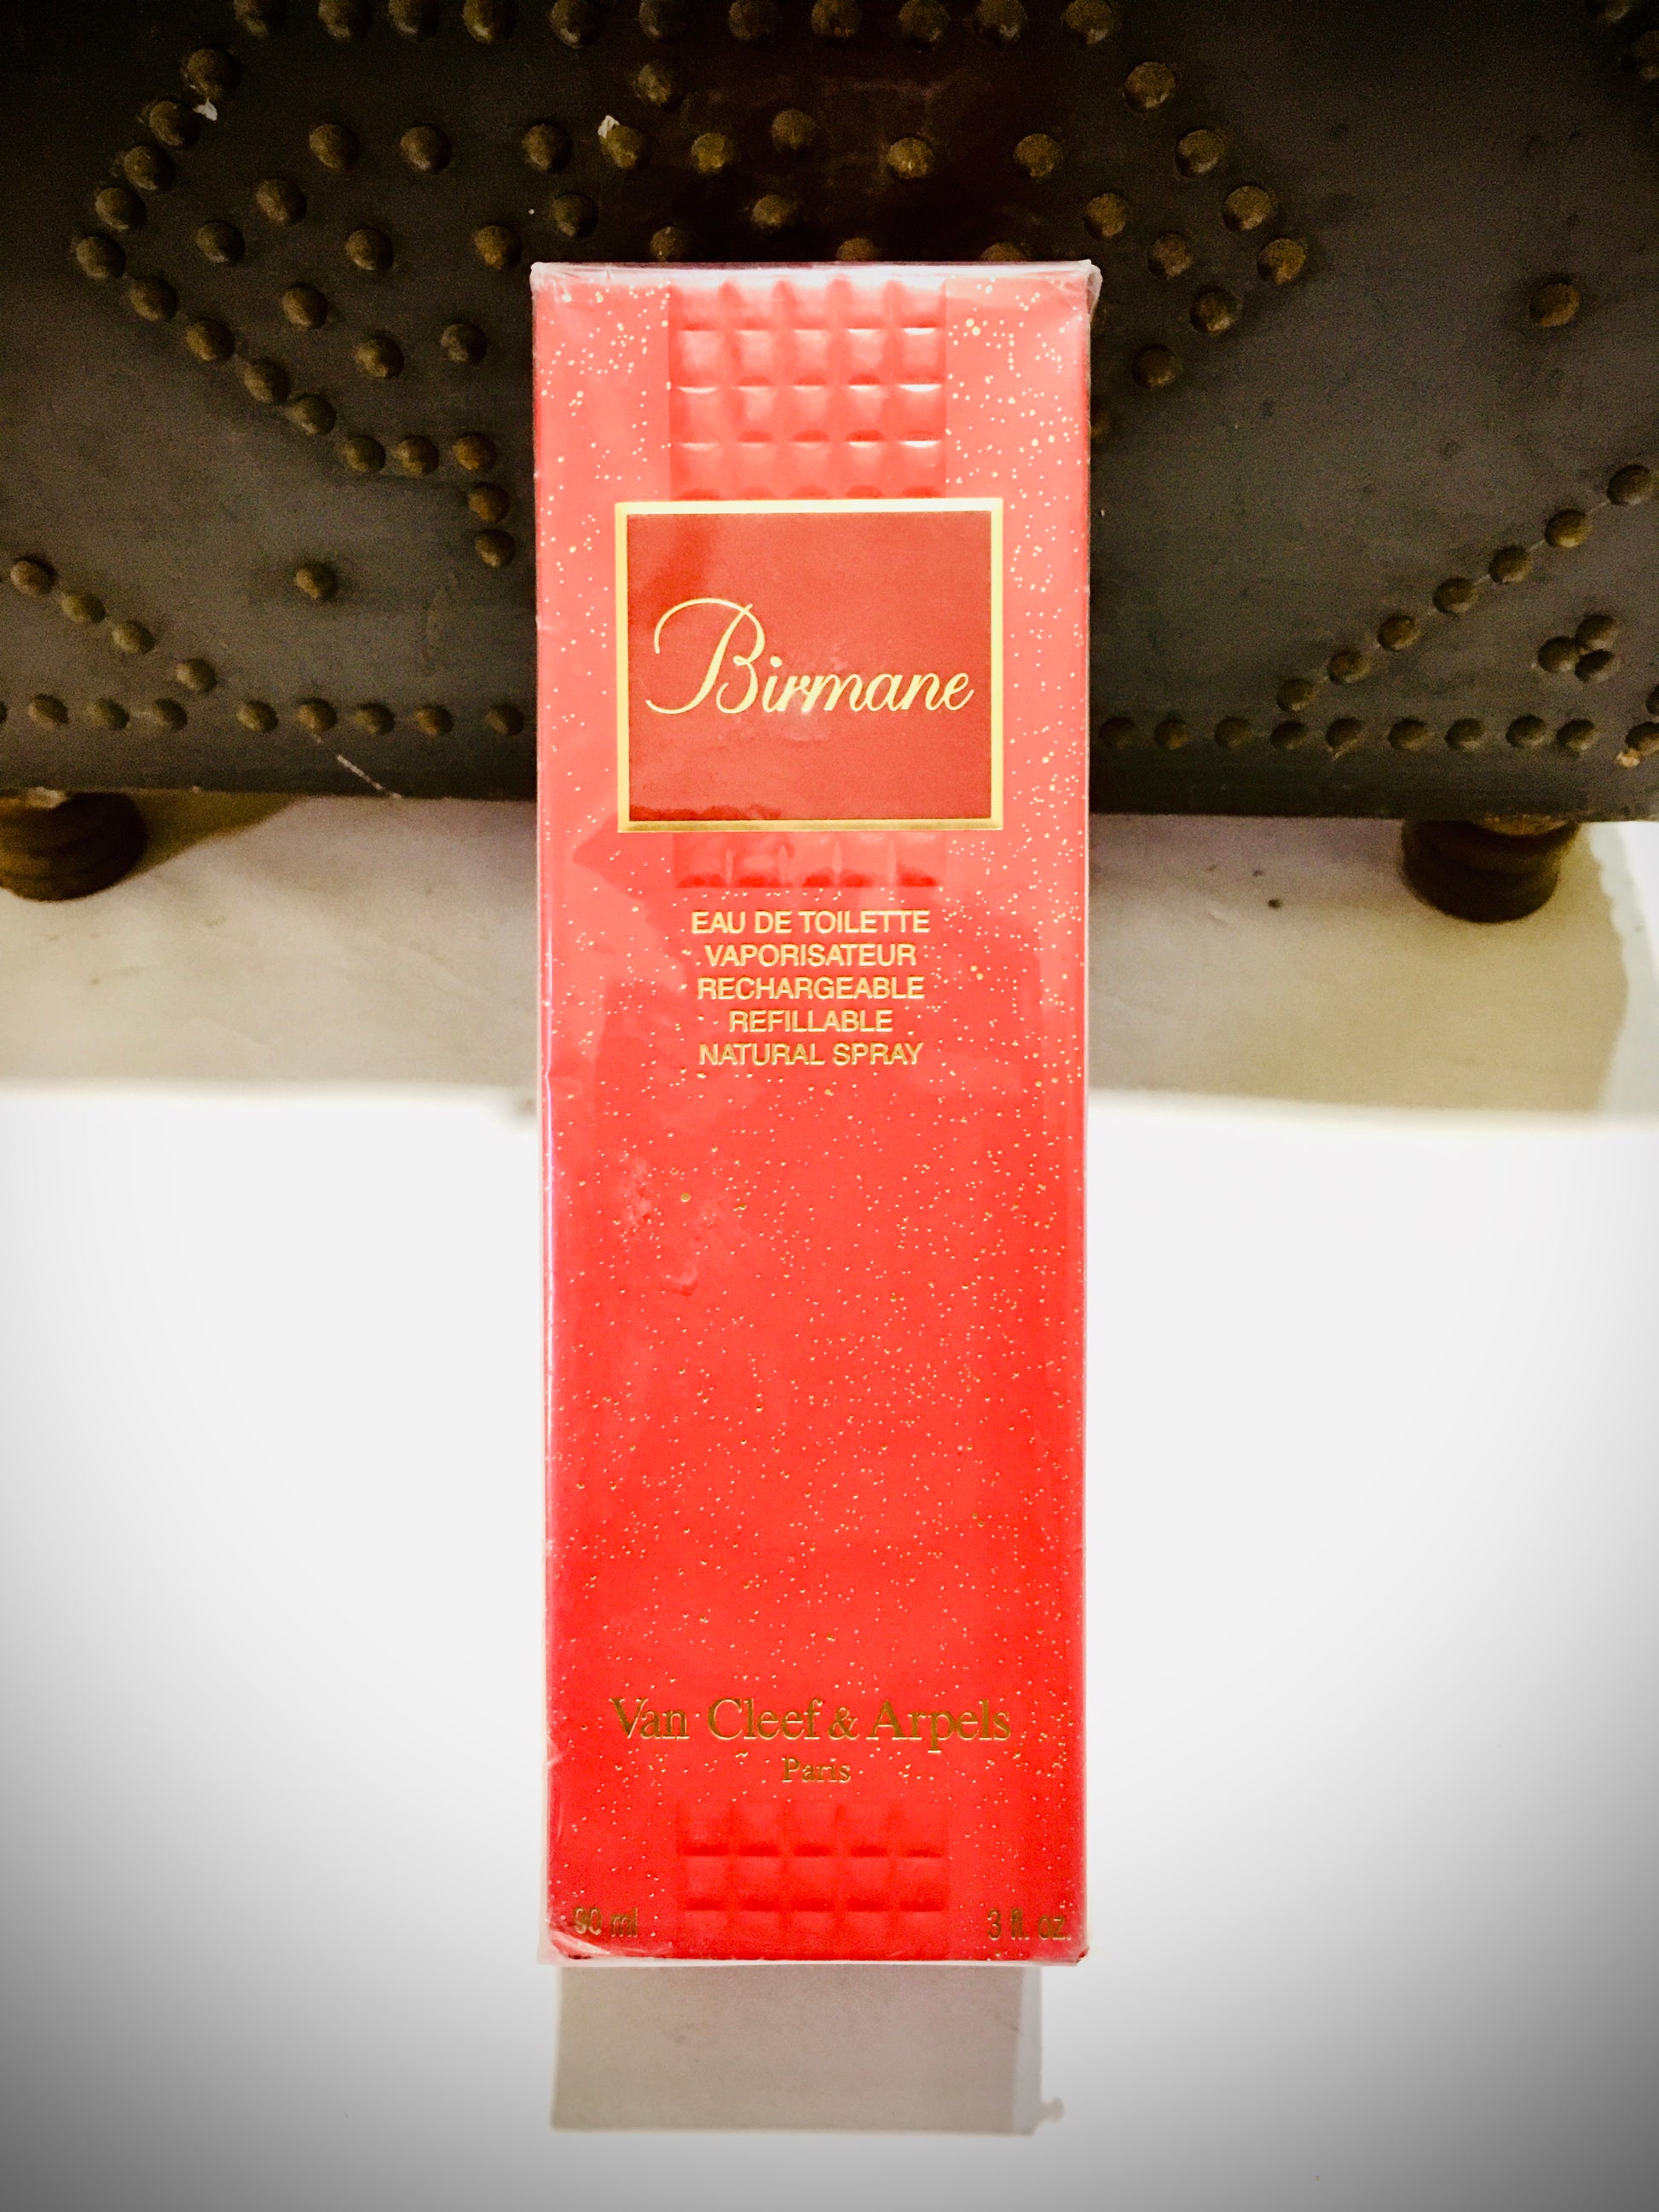 Birmane
EAU DE TOILETTE
VAPORISATEUR
RECHARGEABLE
REFILLABLE
NATURAL SPRAY
Van Cleef & Arpels
Paris
90 ml 3 fl. oz.